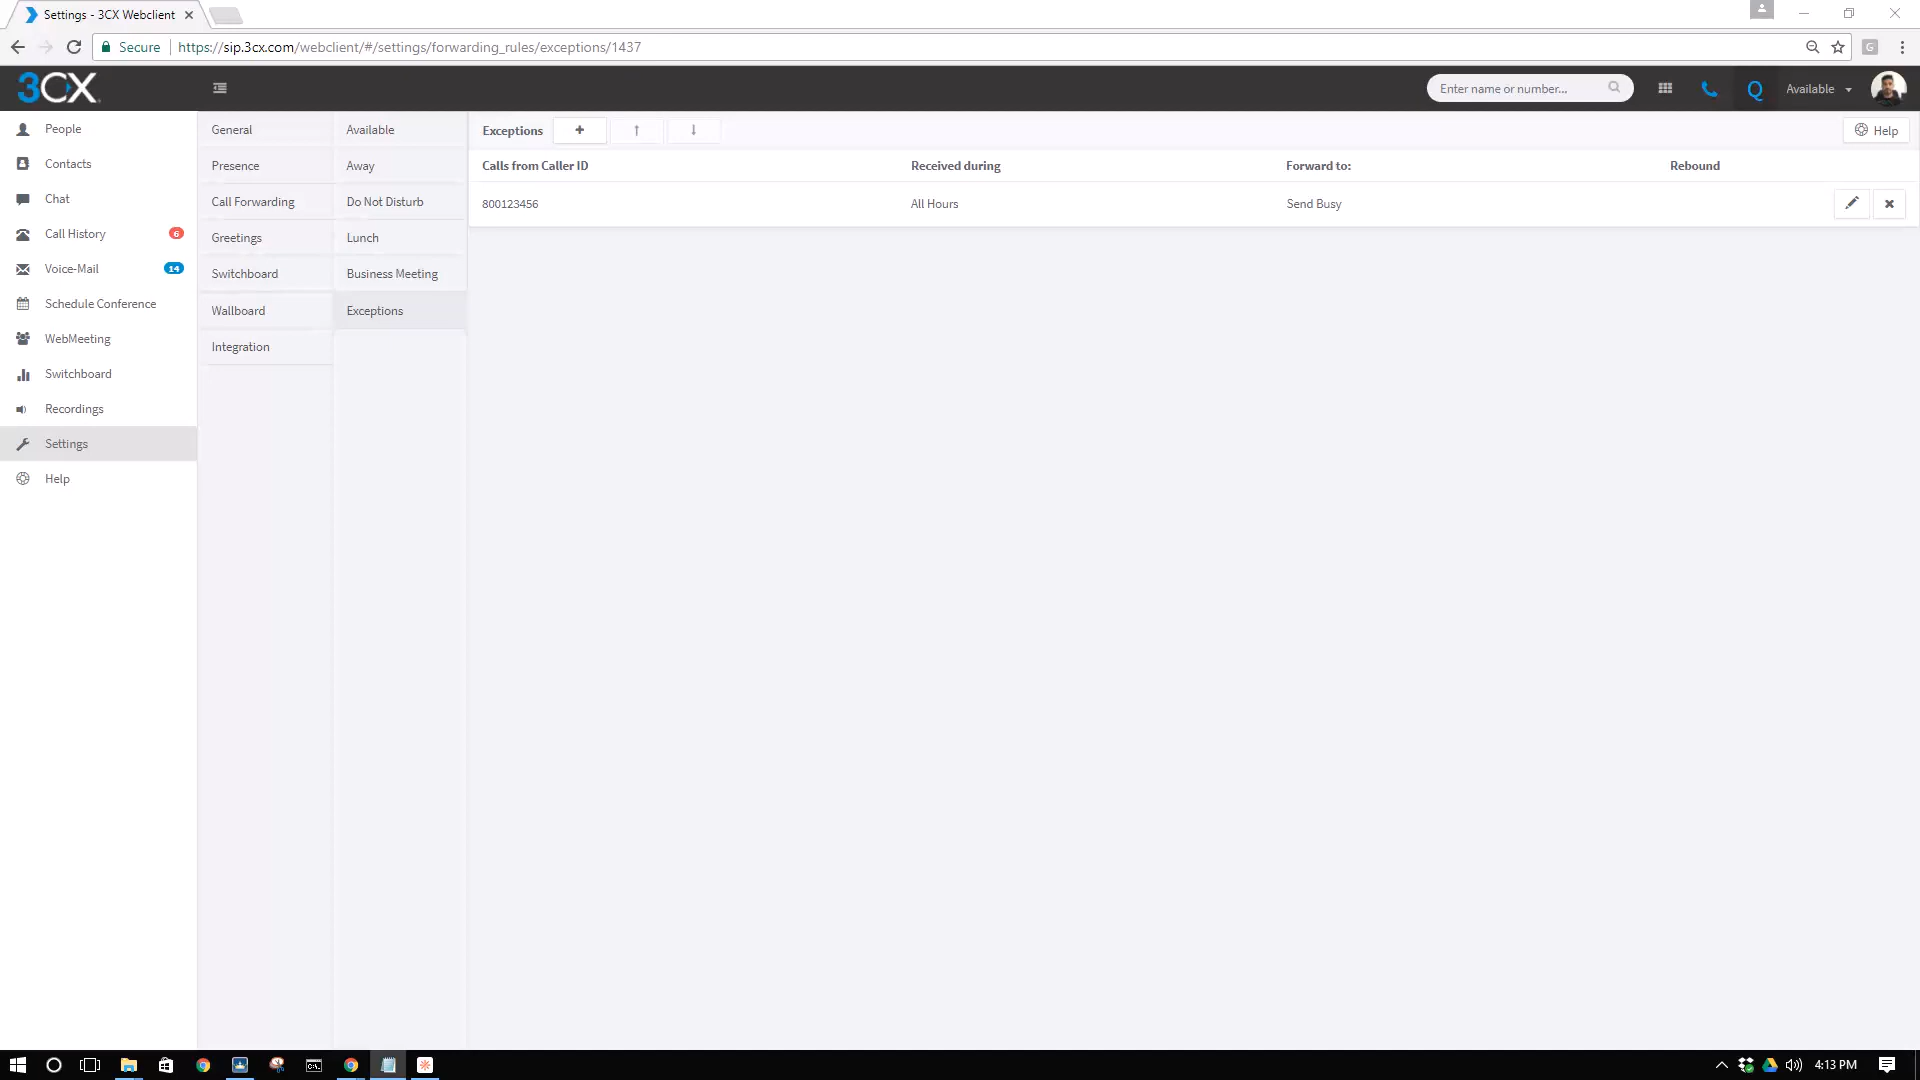 Settings - 3CX Webclient
Secure https://sip.3cx.com/webclient/#/settings/forwarding_rules/exceptions/1437
G
3CX
Enter name or number...
Q
Available
People
Contacts
Chat
Call History 6
Voice-Mail 14
Schedule Conference
WebMeeting
Switchboard
Recordings
Settings
Help
General
Presence
Call Forwarding
Greetings
Switchboard
Wallboard
Integration
Available
Away
Do Not Disturb
Lunch
Business Meeting
Exceptions
Exceptions
Help
Calls from Caller ID Received during Forward to: Rebound
800123456 All Hours Send Busy
4:13 PM